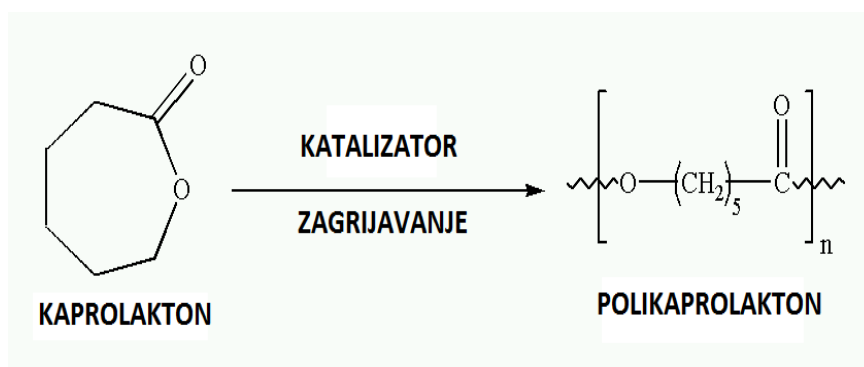 O
O
KATALIZATOR
ZAGRIJAVANJE
KAPROLAKTON
O
O—(CH₂)₅—C
n
POLIKAPROLAKTON